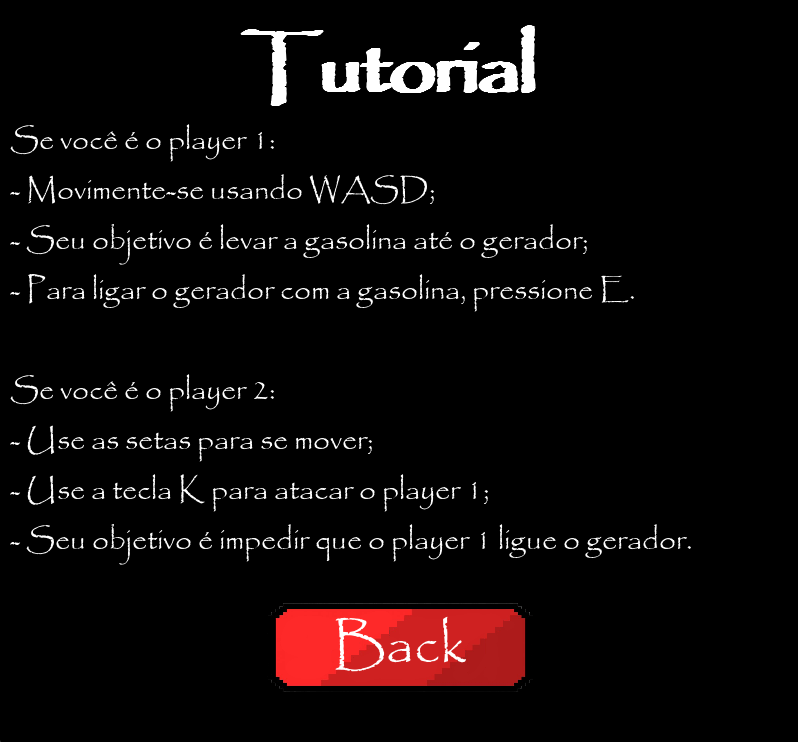 Tutorial
Se você é o player 1:
- Movimente-se usando WASD;
- Seu objetivo é levar a gasolina até o gerador;
- Para ligar o gerador com a gasolina, pressione E.
Se você é o player 2:
- Use as setas para se mover;
- Use a tecla K para atacar o player 1;
- Seu objetivo é impedir que o player 1 ligue o gerador.
Back